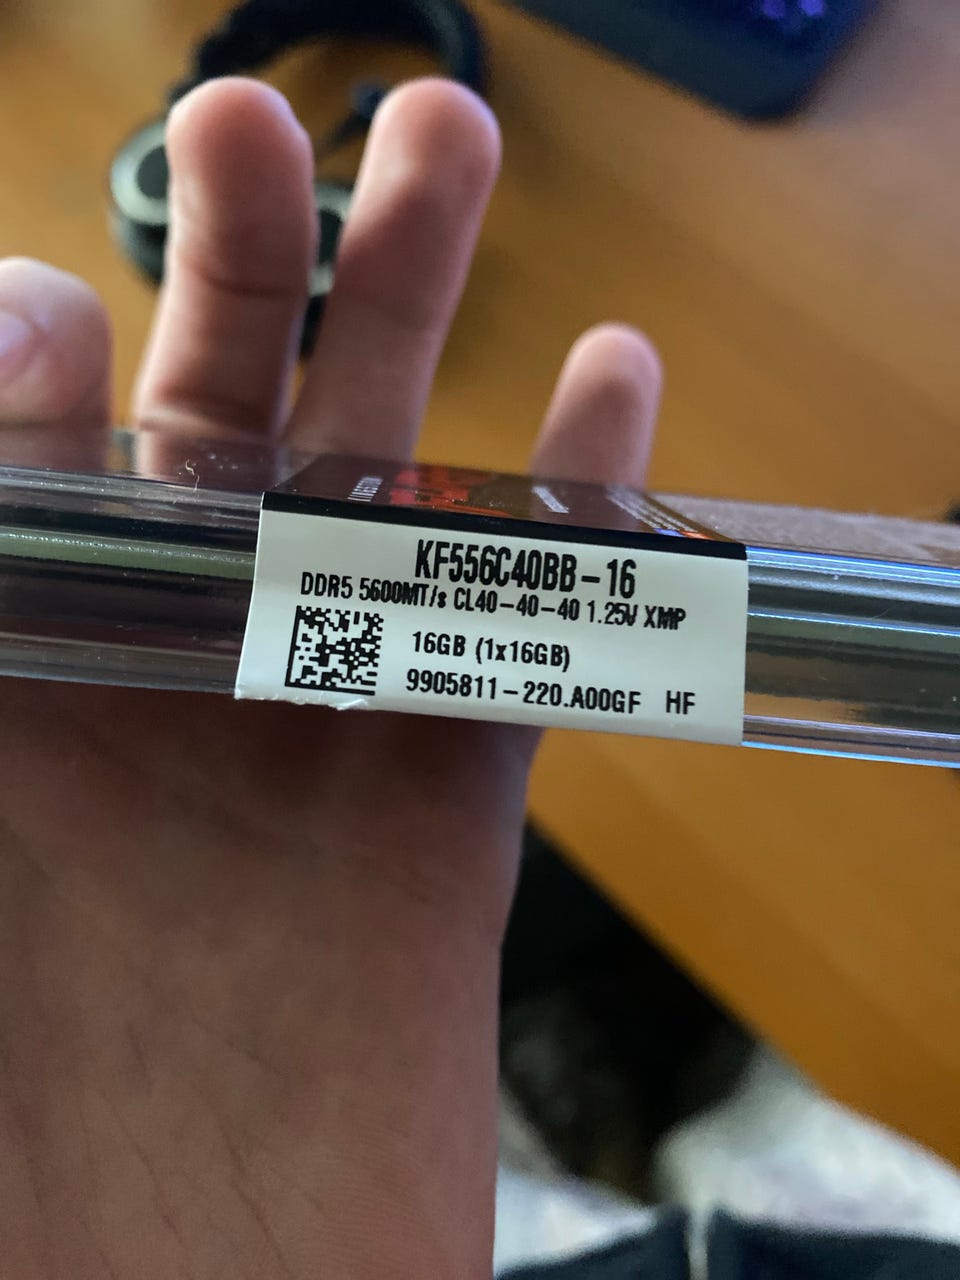 KF556C40BB-16
DDR5 5600MT/s CL40-40-40 1.25V XMP
16GB (1x16GB)
9905811-220.A00GF HF